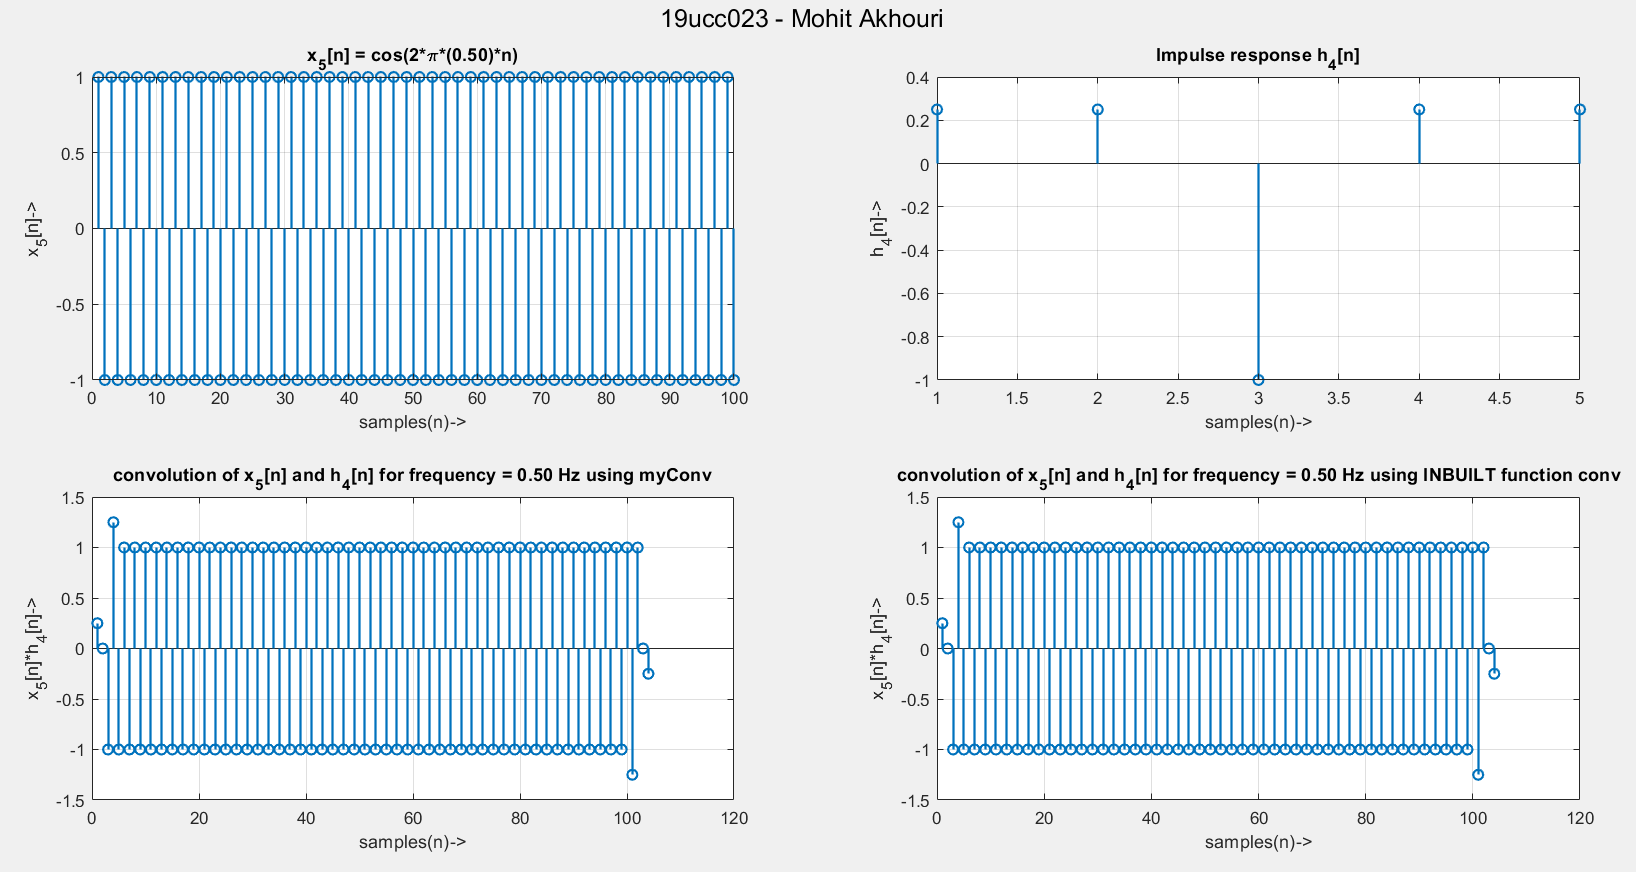 19ucc023 - Mohit Akhouri
x5[n] = cos(2*π*(0.50)*n)
1
0.5
0
-0.5
-1
x5[n]->
0 10 20 30 40 50 60 70 80 90 100
samples(n)->
Impulse response h4[n]
0.4
0.2
0
-0.2
-0.4
-0.6
-0.8
-1
h4[n]->
1 1.5 2 2.5 3 3.5 4 4.5 5
samples(n)->
convolution of x5[n] and h4[n] for frequency = 0.50 Hz using myConv
1.5
1
0.5
0
-0.5
-1
-1.5
x5[n]*h4[n]->
0 20 40 60 80 100 120
samples(n)->
convolution of x5[n] and h4[n] for frequency = 0.50 Hz using INBUILT function conv
1.5
1
0.5
0
-0.5
-1
-1.5
x5[n]*h4[n]->
0 20 40 60 80 100 120
samples(n)->